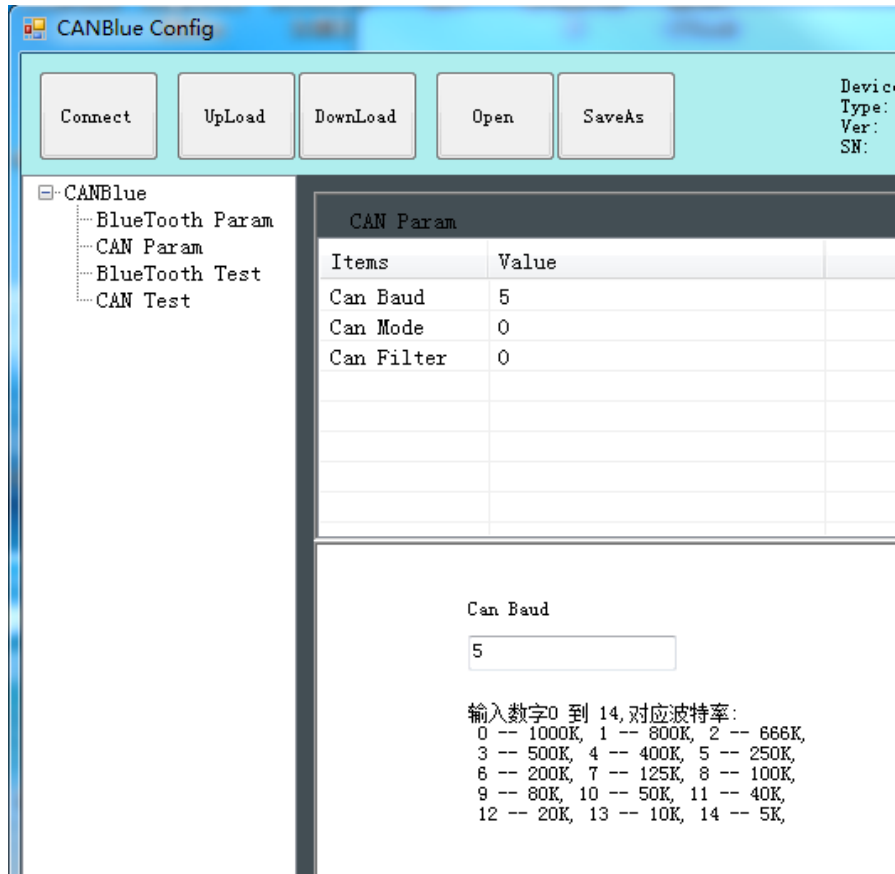 CANBlue Config
Connect UpLoad DownLoad Open SaveAs
Type:
Ver:
SN:
CANBlue
BlueTooth Param
CAN Param
BlueTooth Test
CAN Test
CAN Param
Items Value
Can Baud 5
Can Mode 0
Can Filter 0
Can Baud
5
输入数字0 到 14,对应波特率:
0 -- 1000K, 1 -- 800K, 2 -- 666K,
3 -- 500K, 4 -- 400K, 5 -- 250K,
6 -- 200K, 7 -- 125K, 8 -- 100K,
9 -- 80K, 10 -- 50K, 11 -- 40K,
12 -- 20K, 13 -- 10K, 14 -- 5K,